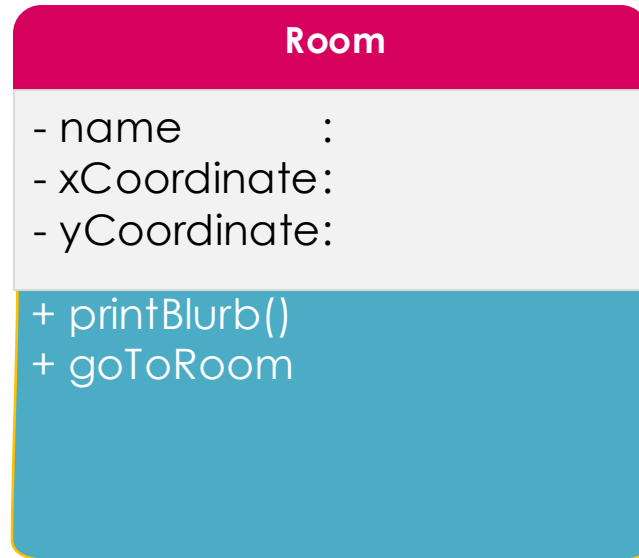 Room
- name :
- xCoordinate:
- yCoordinate:
+ printBlurb()
+ goToRoom